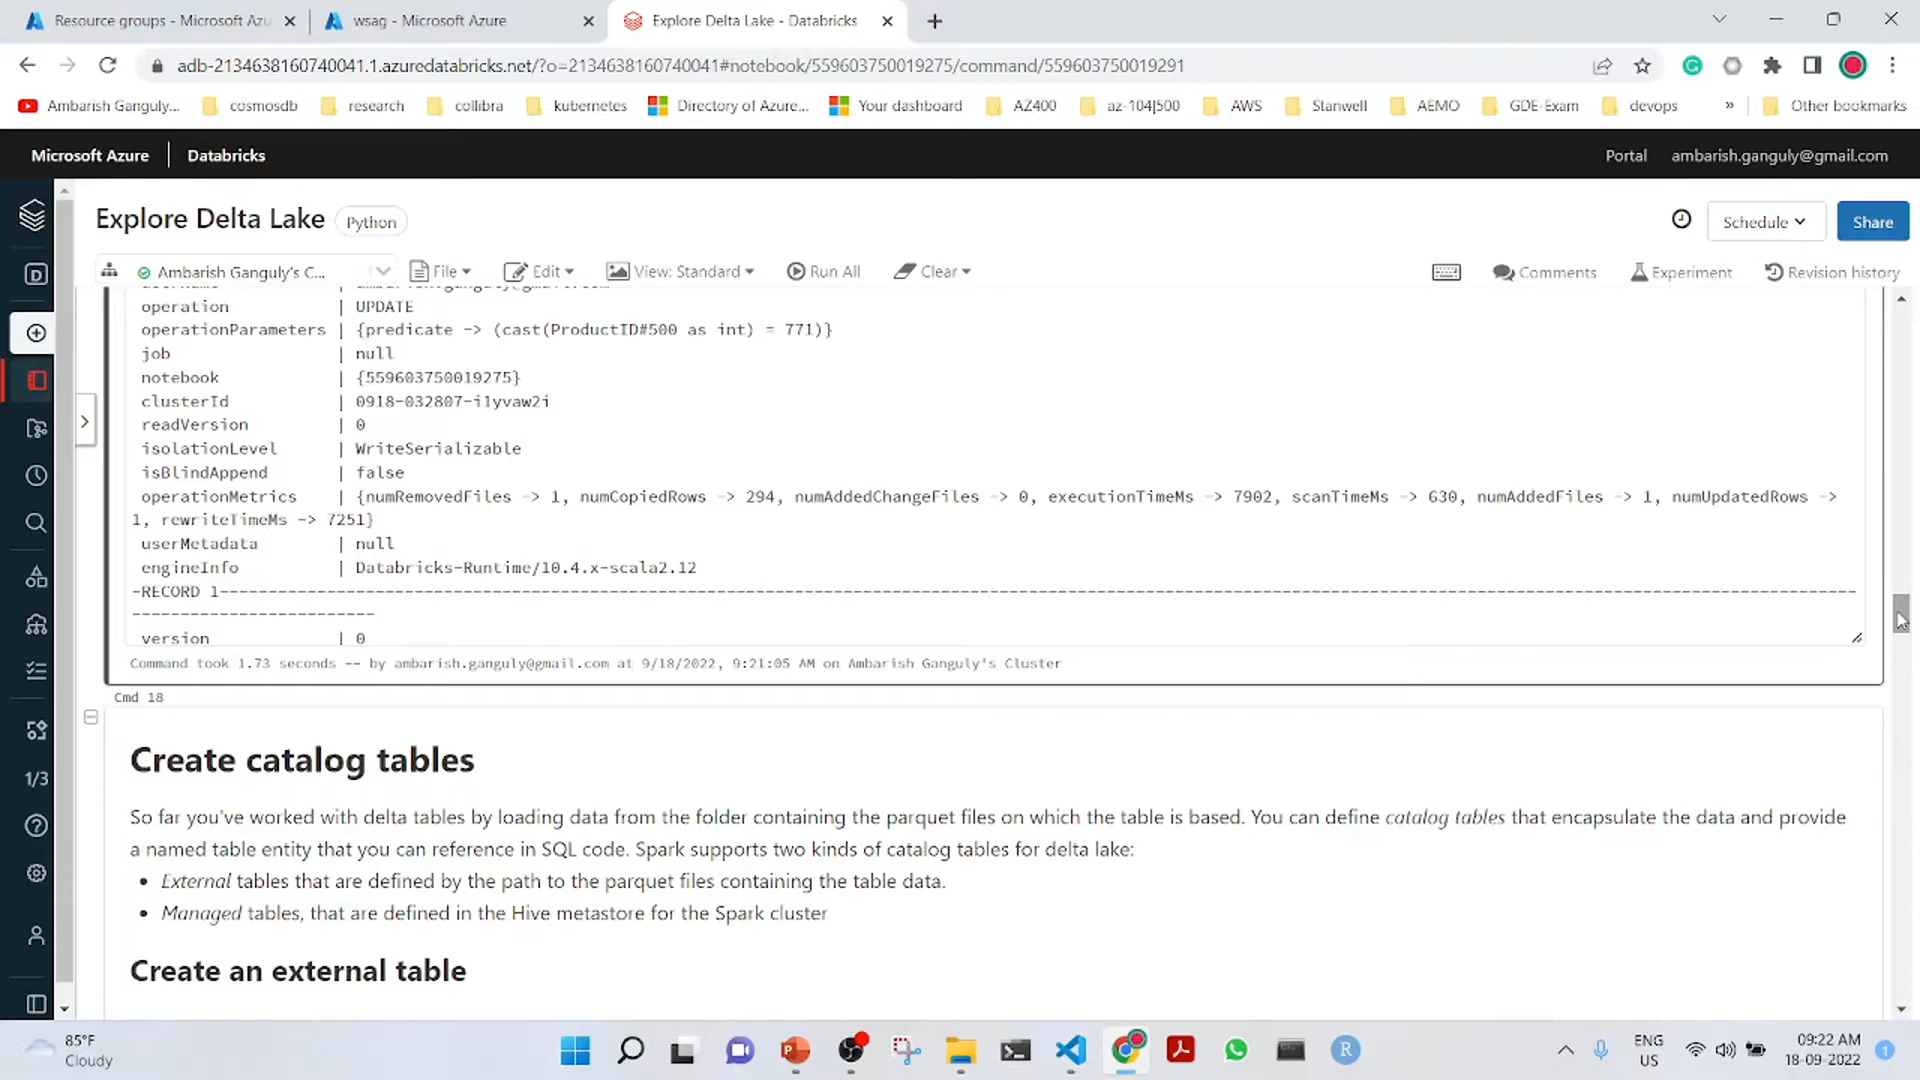 Resource groups - Microsoft Azu
wsag - Microsoft Azure
Explore Delta Lake - Databricks
adb-2134638160740041.1.azuredatabricks.net/?o=2134638160740041#notebook/559603750019275/command/559603750019291
Ambarish Ganguly...
cosmosdb
research
collibra
kubernetes
Directory of Azure...
Your dashboard
AZ400
az-104|500
AWS
Stanwell
AEMO
GDE-Exam
devops
»
Other bookmarks
Microsoft Azure | Databricks
Portal
ambarish.ganguly@gmail.com
Explore Delta Lake
Python
Schedule
Share
Ambarish Ganguly's C...
File
Edit
View: Standard
Run All
Clear
Comments
Experiment
Revision history
operation | UPDATE
operationParameters | {predicate -> (cast(ProductID#500 as int) = 771)}
job | null
notebook | {559603750019275}
clusterId | 0918-032807-i1yvaw2i
readVersion | 0
isolationLevel | WriteSerializable
isBlindAppend | false
operationMetrics | {numRemovedFiles -> 1, numCopiedRows -> 294, numAddedChangeFiles -> 0, executionTimeMs -> 7902, scanTimeMs -> 630, numAddedFiles -> 1, numUpdatedRows ->
1, rewriteTimeMs -> 7251}
userMetadata | null
engineInfo | Databricks-Runtime/10.4.x-scala2.12
-RECORD 1-----------------------------------------------------------------
------------------------
version | 0
Command took 1.73 seconds -- by ambarish.ganguly@gmail.com at 9/18/2022, 9:21:05 AM on Ambarish Ganguly's Cluster
Cmd 18
Create catalog tables
So far you've worked with delta tables by loading data from the folder containing the parquet files on which the table is based. You can define catalog tables that encapsulate the data and provide
a named table entity that you can reference in SQL code. Spark supports two kinds of catalog tables for delta lake:
• External tables that are defined by the path to the parquet files containing the table data.
• Managed tables, that are defined in the Hive metastore for the Spark cluster
Create an external table
1/3
85°F
Cloudy
ENG
US
09:22 AM
18-09-2022
1